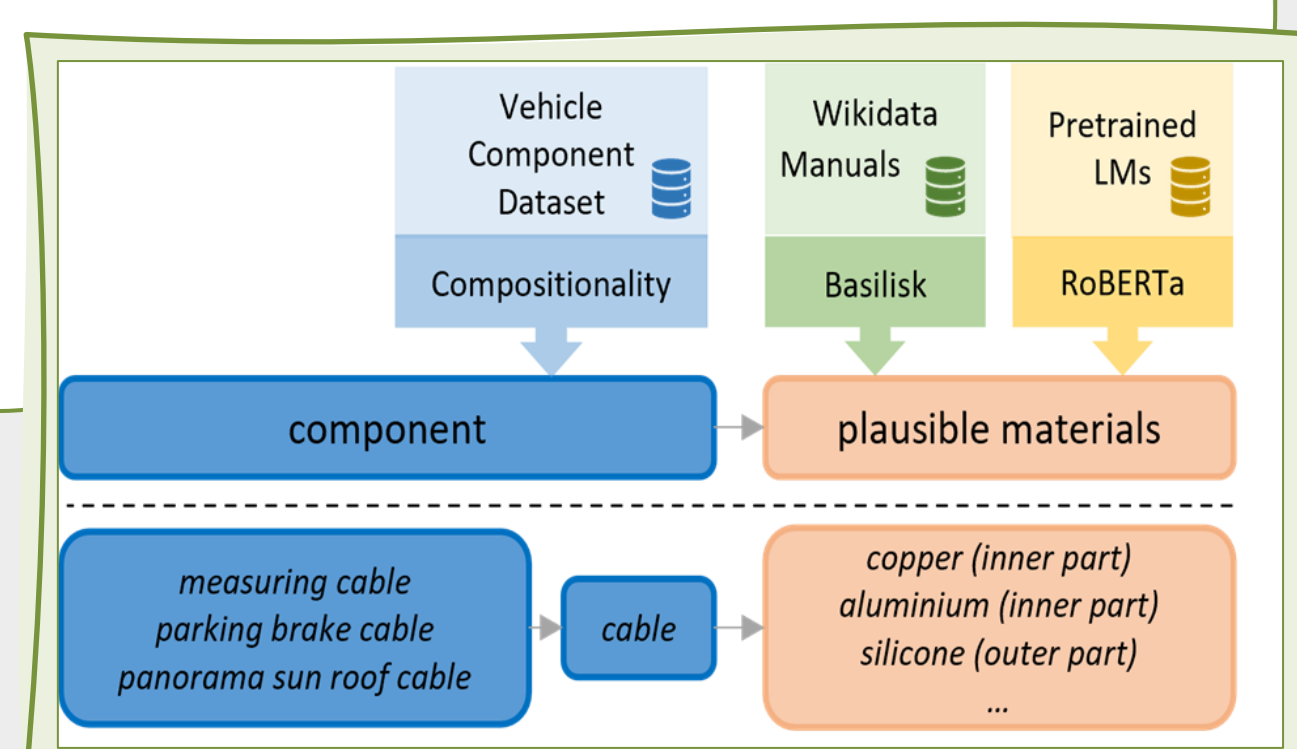 Vehicle
Component
Dataset
Compositionality
Wikidata
Manuals
Basilisk
Pretrained
LMs
RoBERTa
component
plausible materials
measuring cable
parking brake cable
panorama sun roof cable
cable
copper (inner part)
aluminium (inner part)
silicone (outer part)
...